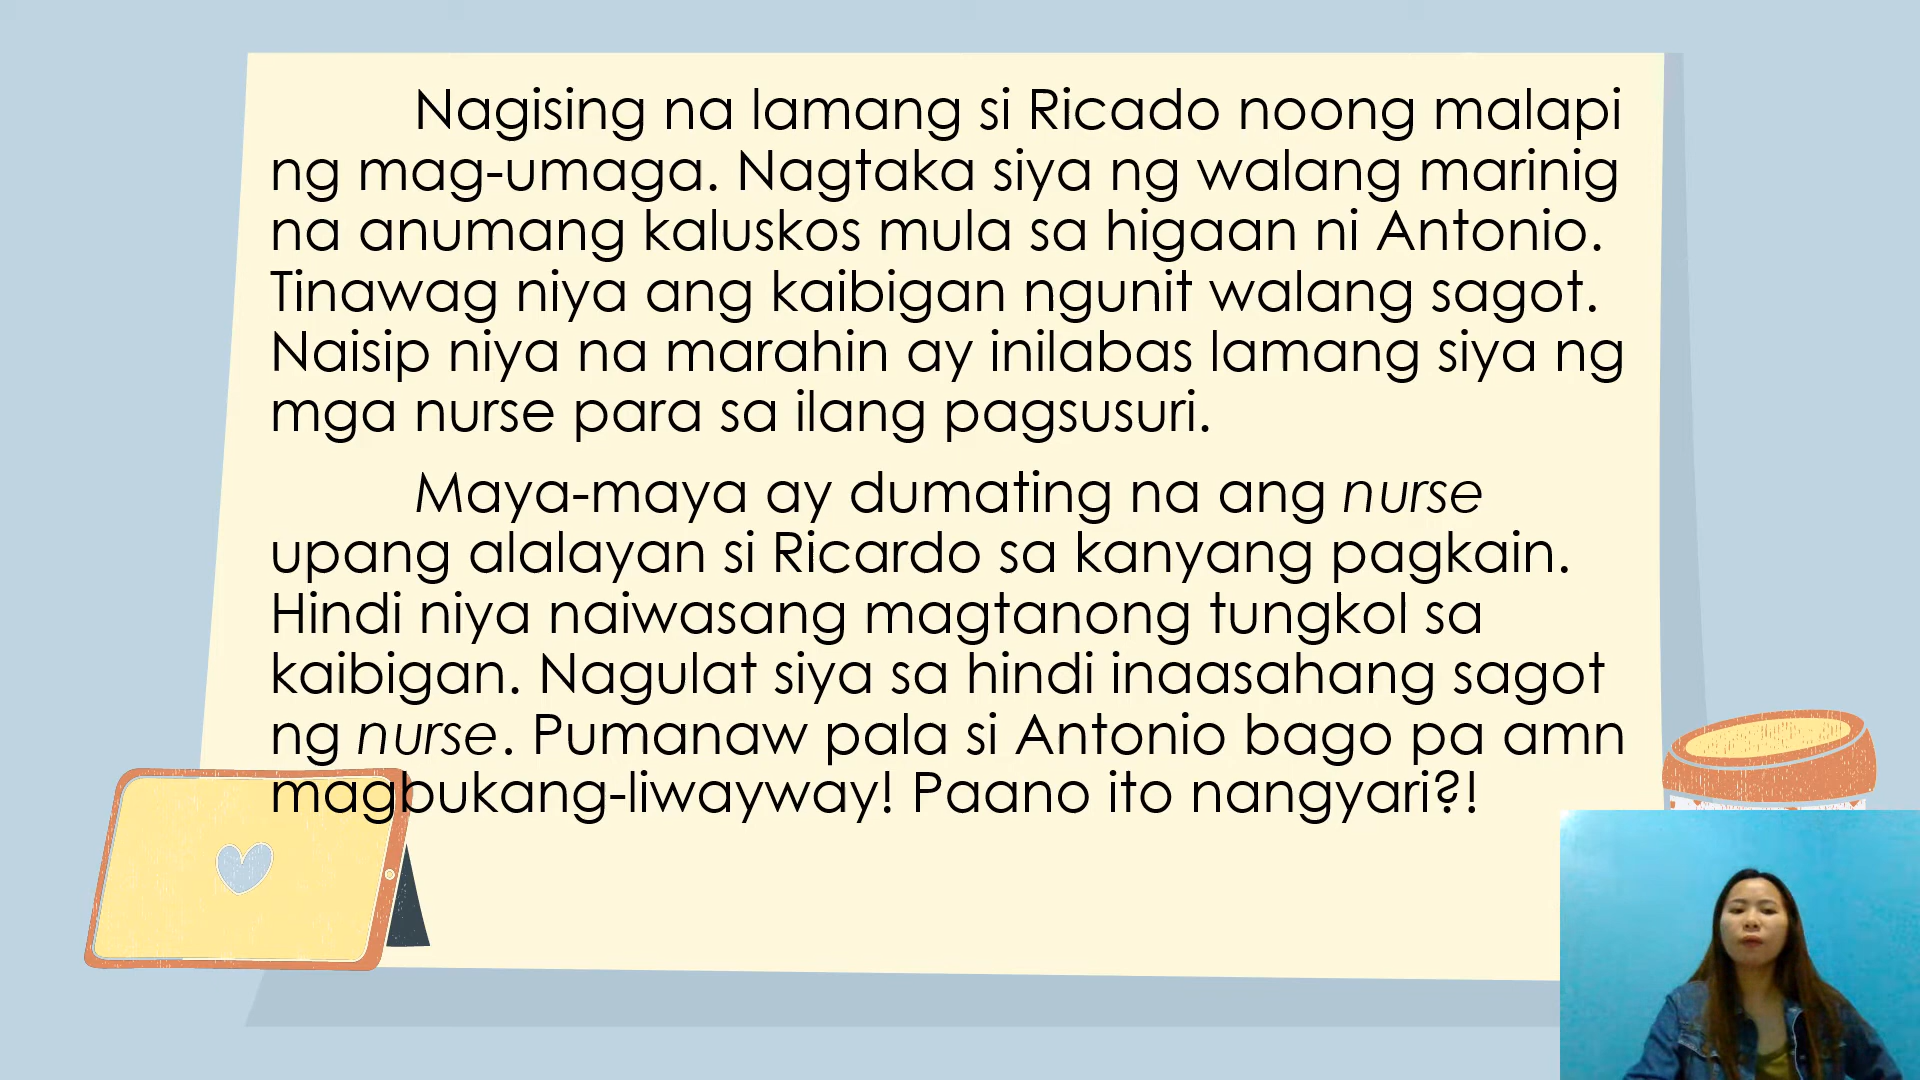 Nagising na lamang si Ricado noong malapi
ng mag-umaga. Nagtaka siya ng walang marinig
na anumang kaluskos mula sa higaan ni Antonio.
Tinawag niya ang kaibigan ngunit walang sagot.
Naisip niya na marahin ay inilabas lamang siya ng
mga nurse para sa ilang pagsusuri.
Maya-maya ay dumating na ang nurse
upang alalayan si Ricardo sa kanyang pagkain.
Hindi niya naiwasang magtanong tungkol sa
kaibigan. Nagulat siya sa hindi inaasahang sagot
ng nurse. Pumanaw pala si Antonio bago pa amn
magbukang-liwayway! Paano ito nangyari?!